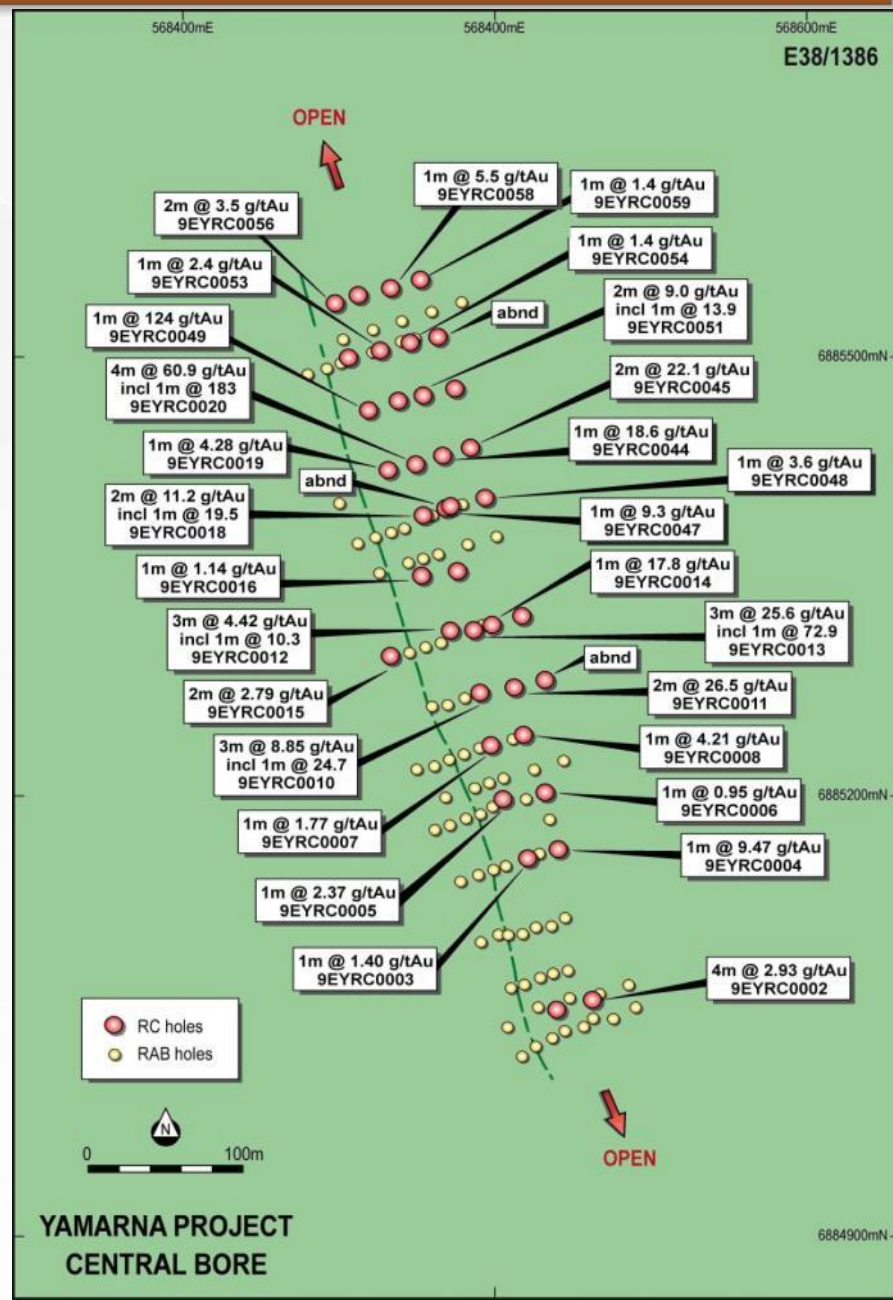 568400mE
568400mE
568600mE
E38/1386
OPEN
1m @ 5.5 g/tAu
9EYRC0058
1m @ 1.4 g/tAu
9EYRC0059
2m @ 3.5 g/tAu
9EYRC0056
1m @ 1.4 g/tAu
9EYRC0054
1m @ 2.4 g/tAu
9EYRC0053
2m @ 9.0 g/tAu
incl 1m @ 13.9
9EYRC0051
abnd
1m @ 124 g/tAu
9EYRC0049
6885500mN
4m @ 60.9 g/tAu
incl 1m @ 183
9EYRC0020
2m @ 22.1 g/tAu
9EYRC0045
1m @ 4.28 g/tAu
9EYRC0019
1m @ 18.6 g/tAu
9EYRC0044
1m @ 3.6 g/tAu
9EYRC0048
abnd
2m @ 11.2 g/tAu
incl 1m @ 19.5
9EYRC0018
1m @ 9.3 g/tAu
9EYRC0047
1m @ 1.14 g/tAu
9EYRC0016
1m @ 17.8 g/tAu
9EYRC0014
3m @ 4.42 g/tAu
incl 1m @ 10.3
9EYRC0012
3m @ 25.6 g/tAu
incl 1m @ 72.9
9EYRC0013
abnd
2m @ 2.79 g/tAu
9EYRC0015
2m @ 26.5 g/tAu
9EYRC0011
3m @ 8.85 g/tAu
incl 1m @ 24.7
9EYRC0010
1m @ 4.21 g/tAu
9EYRC0008
1m @ 0.95 g/tAu
9EYRC0006
6885200mN
1m @ 1.77 g/tAu
9EYRC0007
1m @ 9.47 g/tAu
9EYRC0004
1m @ 2.37 g/tAu
9EYRC0005
1m @ 1.40 g/tAu
9EYRC0003
4m @ 2.93 g/tAu
9EYRC0002
RC holes
RAB holes
N
0 100m
OPEN
YAMARNA PROJECT
CENTRAL BORE
6884900mN